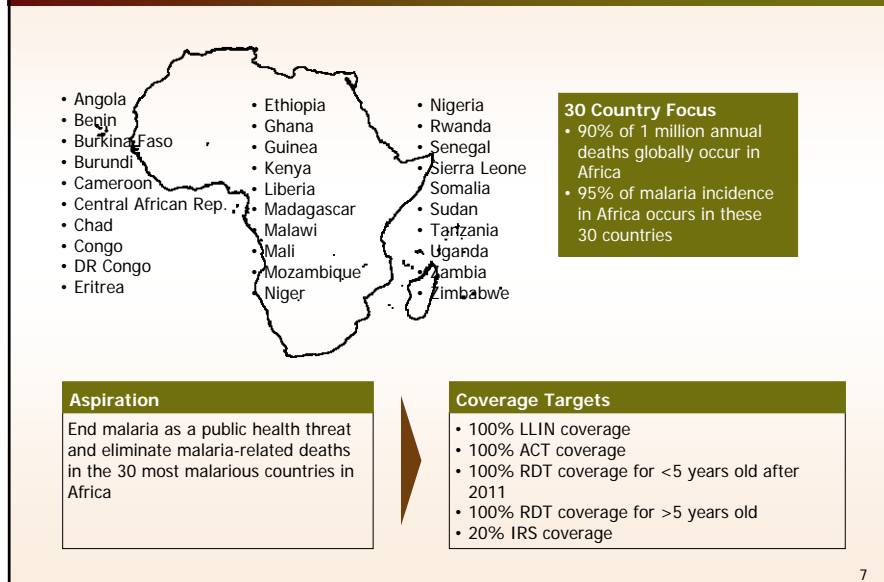 • Angola
• Benin
• Burkina Faso
• Burundi
• Cameroon
• Central African Rep.
• Chad
• Congo
• DR Congo
• Eritrea
• Ethiopia
• Ghana
• Guinea
• Kenya
• Liberia
• Madagascar
• Malawi
• Mali
• Mozambique
• Niger
• Nigeria
• Rwanda
• Senegal
• Sierra Leone
• Somalia
• Sudan
• Tanzania
• Uganda
• Zambia
• Zimbabwe
30 Country Focus
• 90% of 1 million annual
deaths globally occur in
Africa
• 95% of malaria incidence
in Africa occurs in these
30 countries
Aspiration
End malaria as a public health threat
and eliminate malaria-related deaths
in the 30 most malarious countries in
Africa
Coverage Targets
• 100% LLIN coverage
• 100% ACT coverage
• 100% RDT coverage for <5 years old after
2011
• 100% RDT coverage for >5 years old
• 20% IRS coverage
7